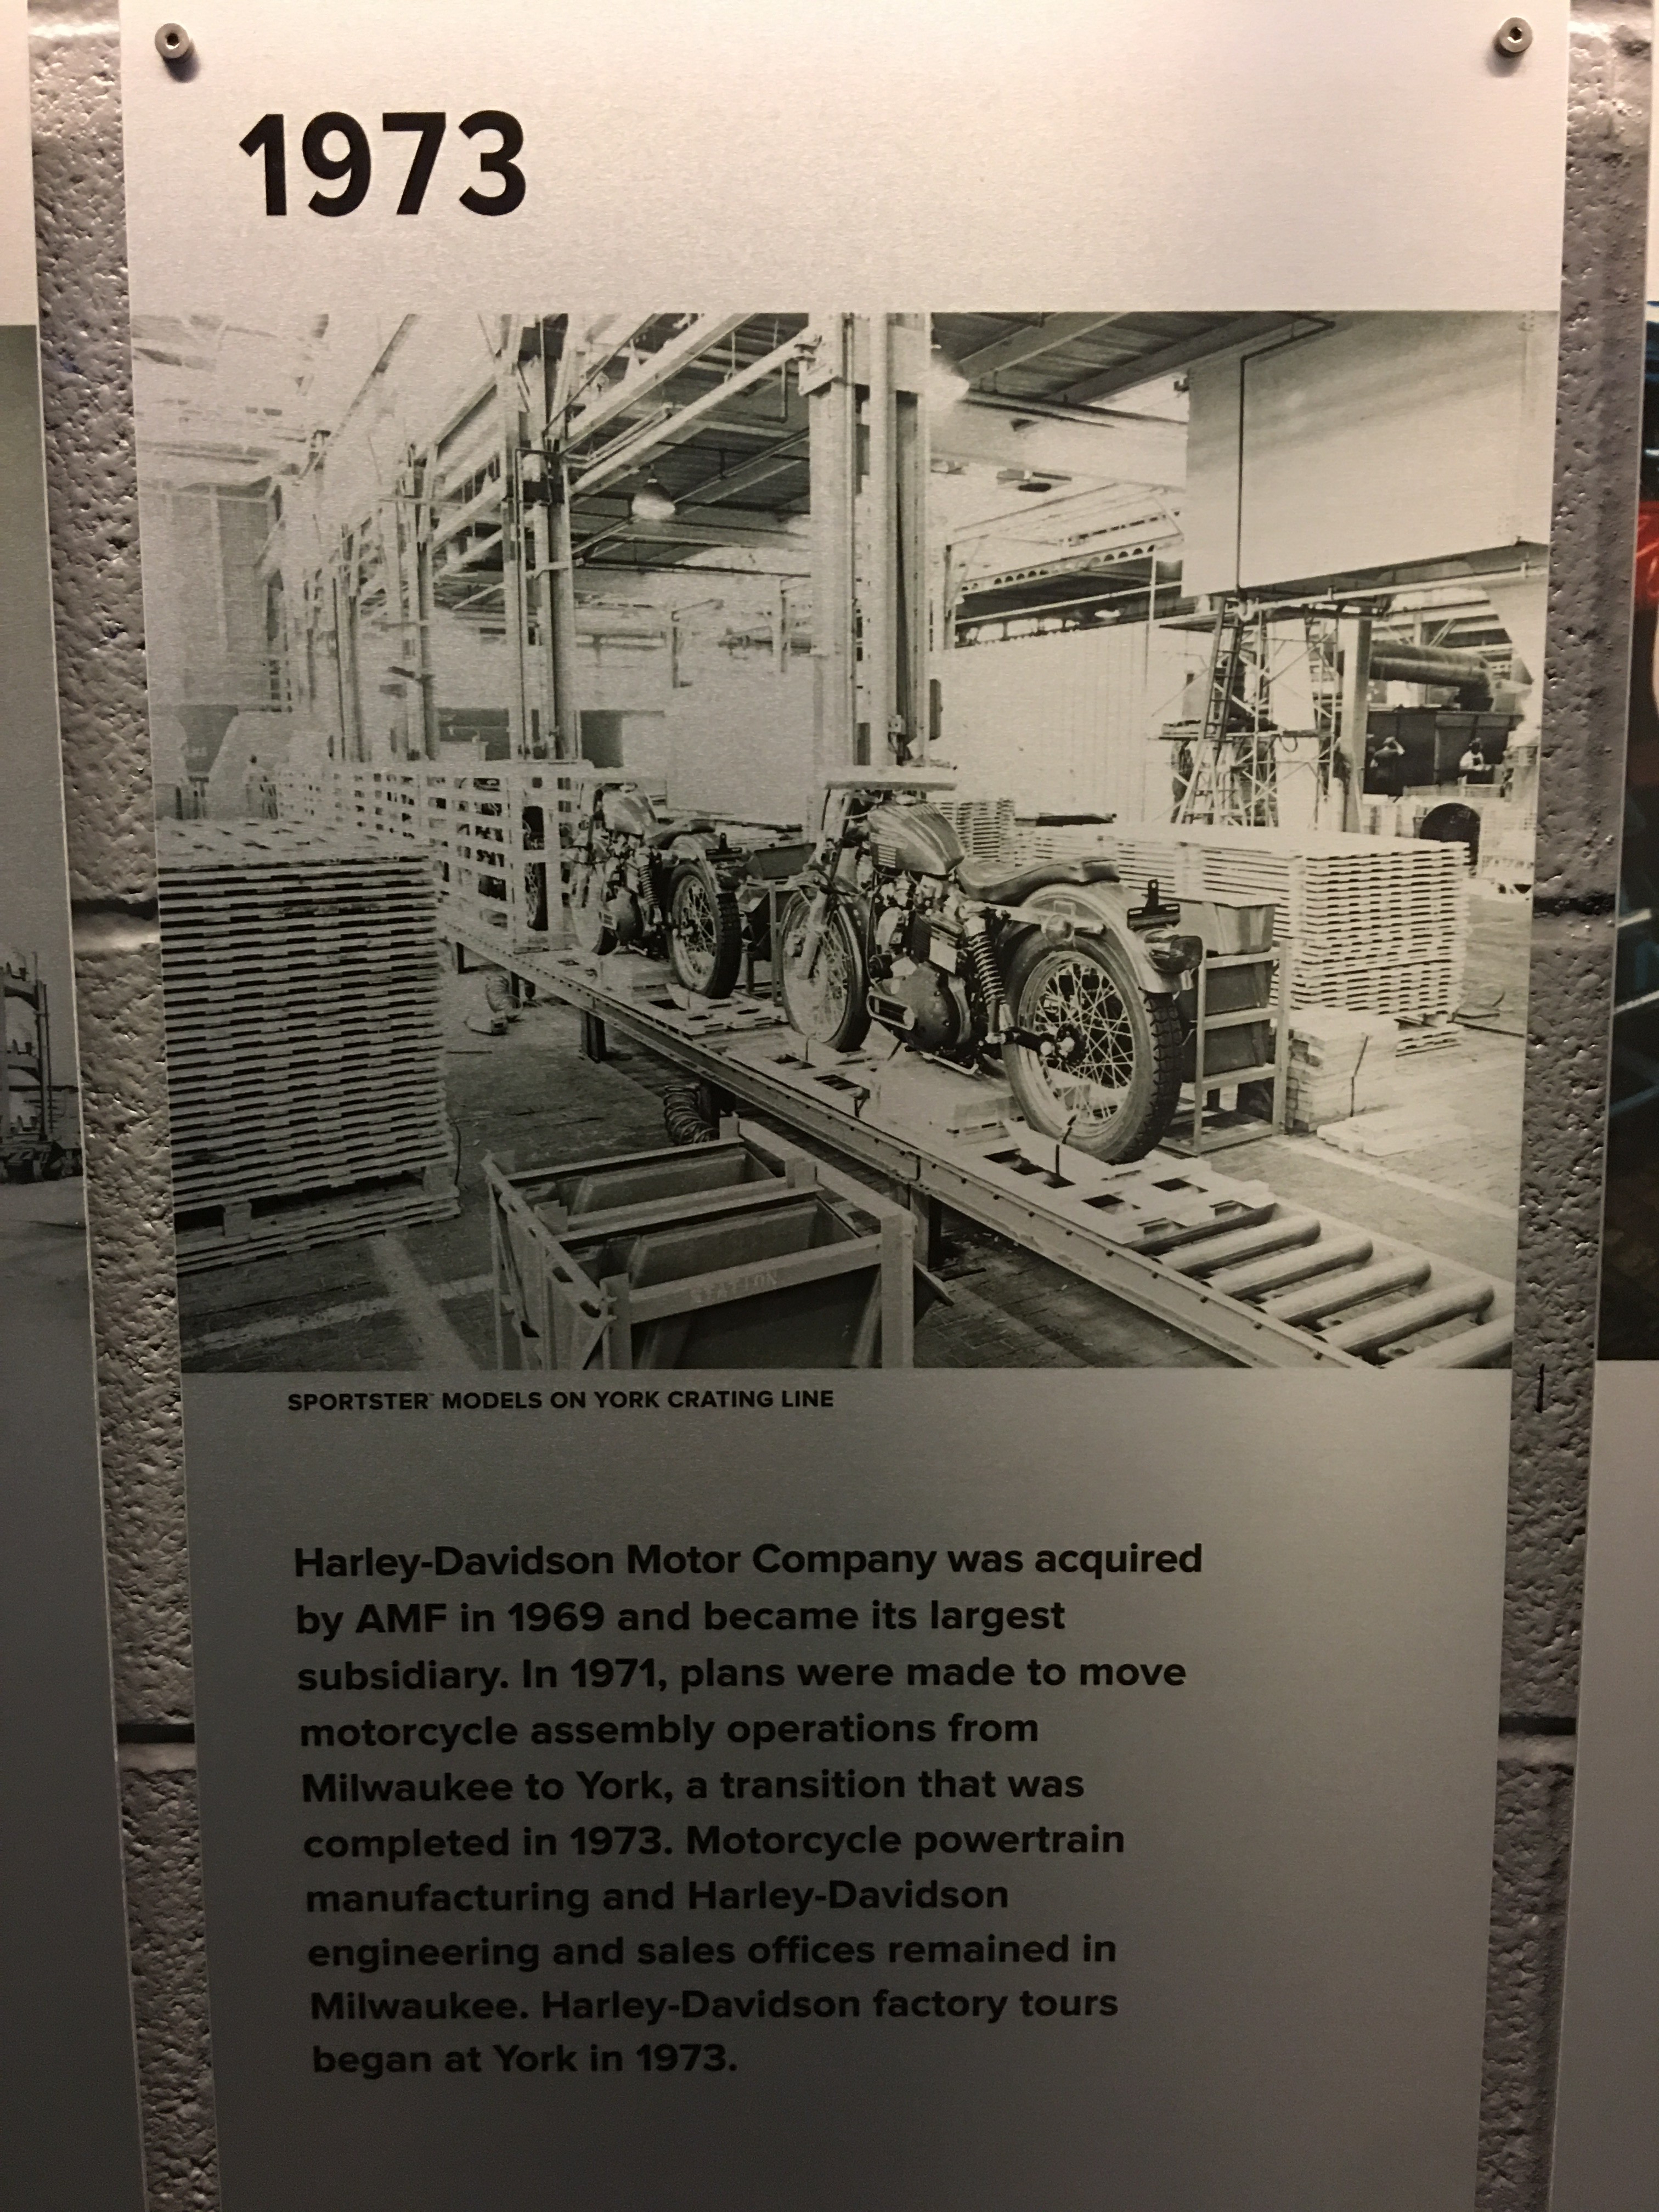 1973
STATION
SPORTSTER™ MODELS ON YORK CRATING LINE
Harley-Davidson Motor Company was acquired
by AMF in 1969 and became its largest
subsidiary. In 1971, plans were made to move
motorcycle assembly operations from
Milwaukee to York, a transition that was
completed in 1973. Motorcycle powertrain
manufacturing and Harley-Davidson
engineering and sales offices remained in
Milwaukee. Harley-Davidson factory tours
began at York in 1973.